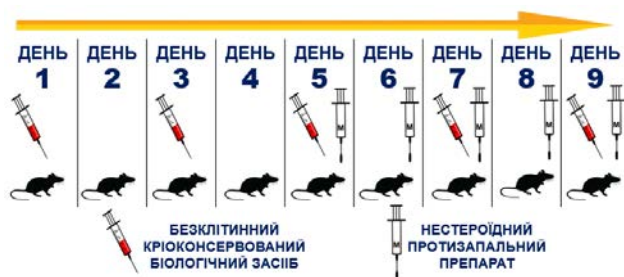 ДЕНЬ ДЕНЬ ДЕНЬ ДЕНЬ ДЕНЬ ДЕНЬ ДЕНЬ ДЕНЬ ДЕНЬ
1 2 3 4 5 6 7 8 9
М М М М М
БЕЗКЛІТИННИЙ
КРІОКОНСЕРВОВАНИЙ
БІОЛОГІЧНИЙ ЗАСІІБ
М
НЕСТЕРОЇДНИЙ
ПРОТИЗАПАЛЬНИЙ
ПРЕПАРАТ